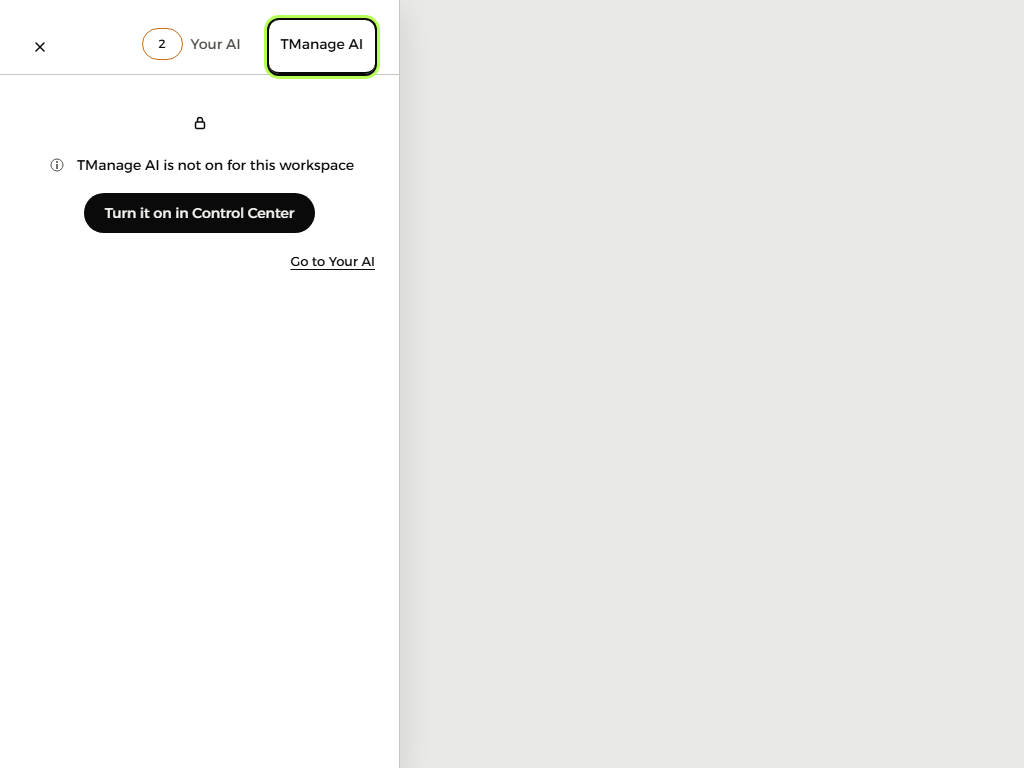 2 Your AI TManage AI
TManage AI is not on for this workspace
Turn it on in Control Center
Go to Your AI